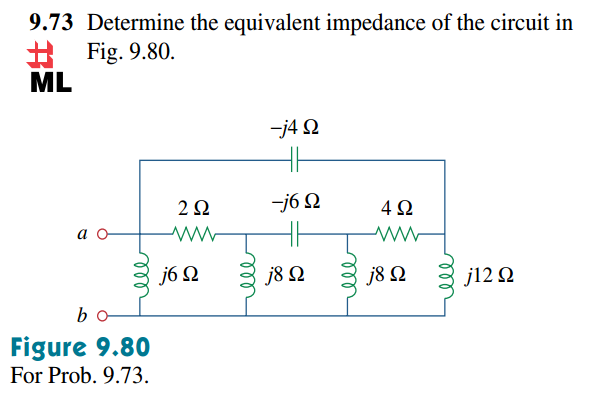 9.73 Determine the equivalent impedance of the circuit in
Fig. 9.80.
ML
−j4 Ω
2 Ω
−j6 Ω
4 Ω
a
j6 Ω
j8 Ω
j8 Ω
j12 Ω
b
Figure 9.80
For Prob. 9.73.